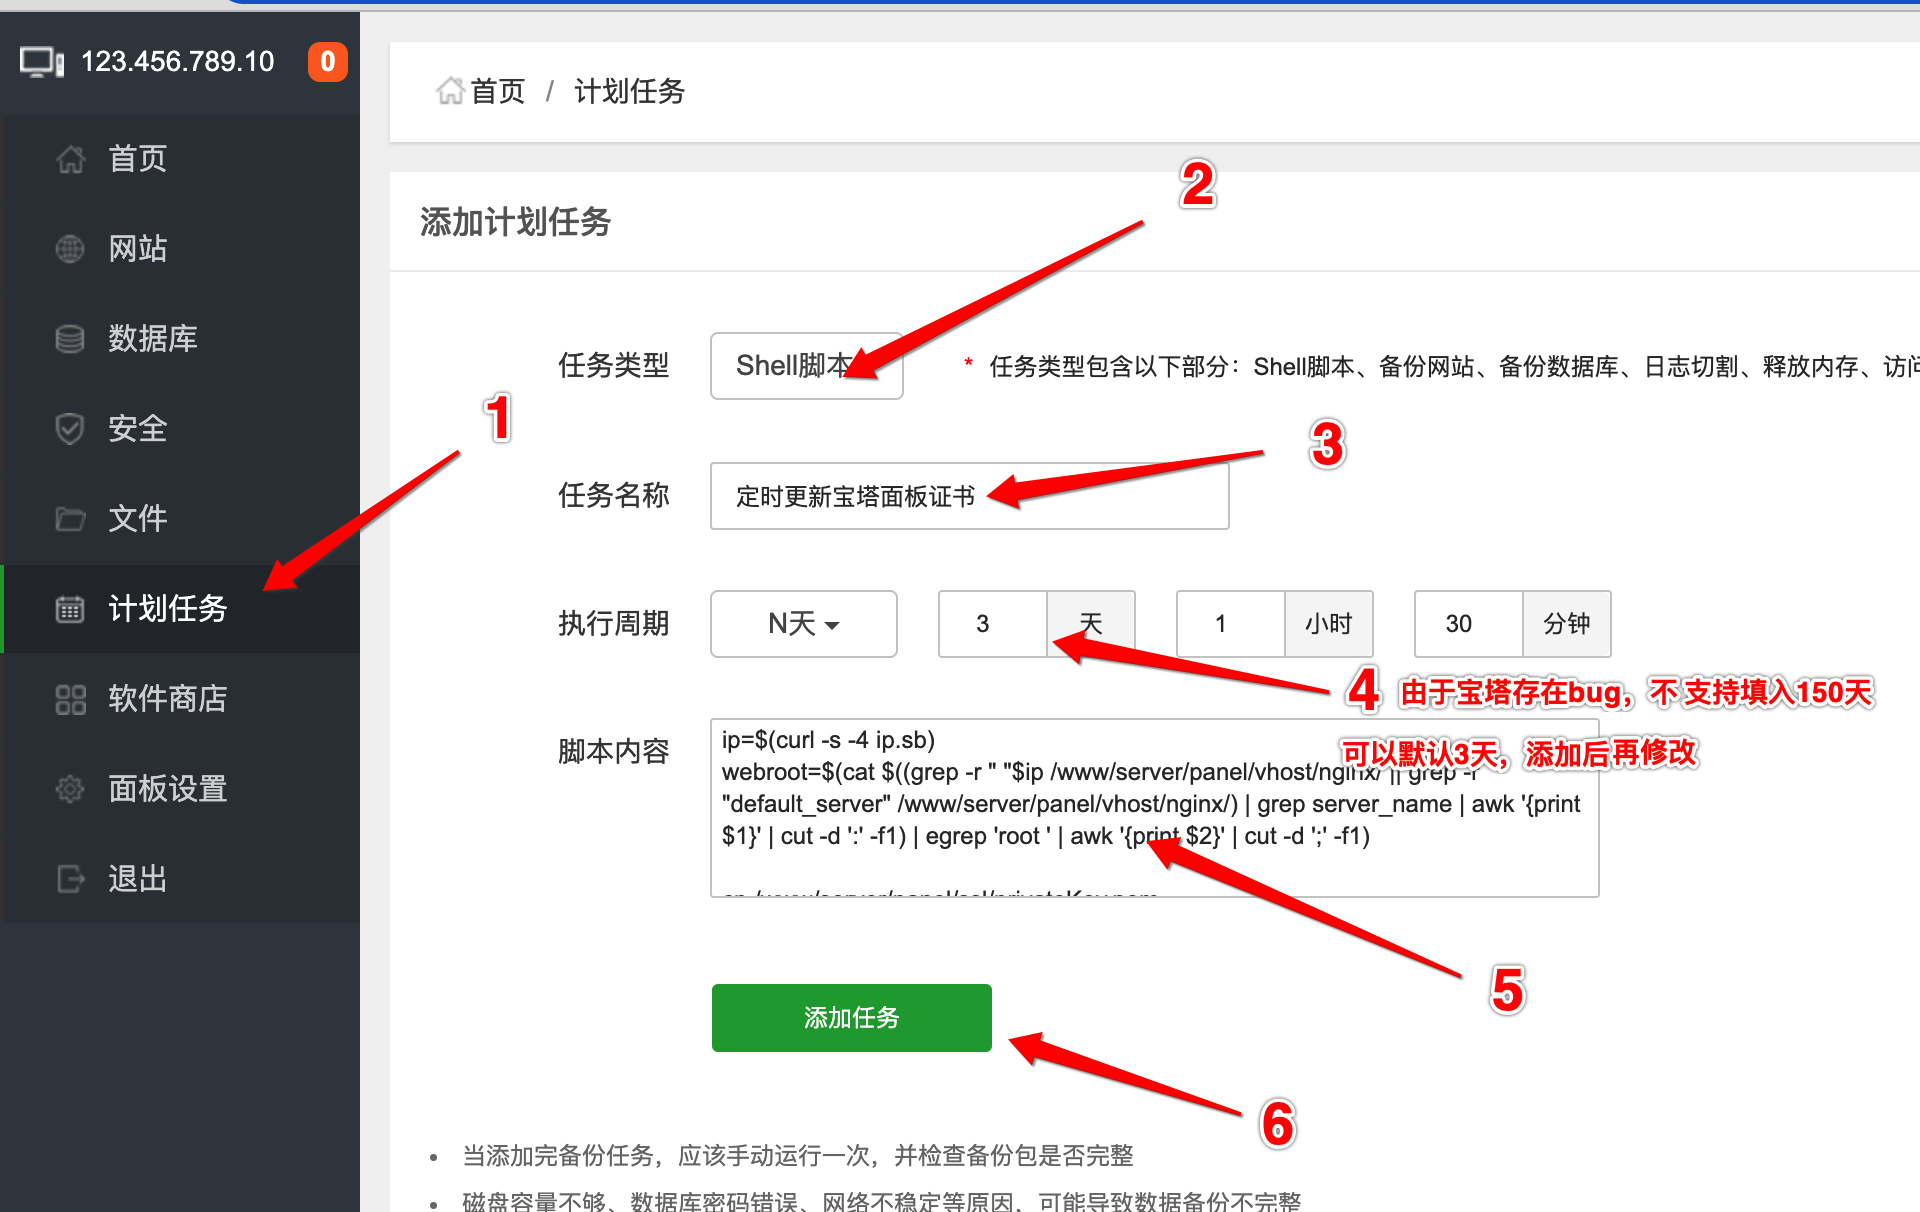 123.456.789.10 0
首页
网站
数据库
安全
文件
计划任务
软件商店
面板设置
退出
首页 / 计划任务
添加计划任务
任务类型 Shell脚本 * 任务类型包含以下部分：Shell脚本、备份网站、备份数据库、日志切割、释放内存、访问
任务名称 定时更新宝塔面板证书
执行周期 N天 3 天 1 小时 30 分钟
脚本内容
ip=$(curl -s -4 ip.sb)
webroot=$(cat $((grep -r " "$ip /www/server/panel/vhost/nginx/ || grep -r
"default_server" /www/server/panel/vhost/nginx/) | grep server_name | awk '{print
$1}' | cut -d ':' -f1) | egrep 'root ' | awk '{print $2}' | cut -d ';' -f1)
cp /www/server/panel/ssl/privateKey.pem
添加任务
当添加完备份任务，应该手动运行一次，并检查备份包是否完整
磁盘容量不够、数据库密码错误、网络不稳定等原因，可能导致数据备份不完整
1
2
3
4 由于宝塔存在bug，不 支持填入150天
可以默认3天，添加后再修改
5
6